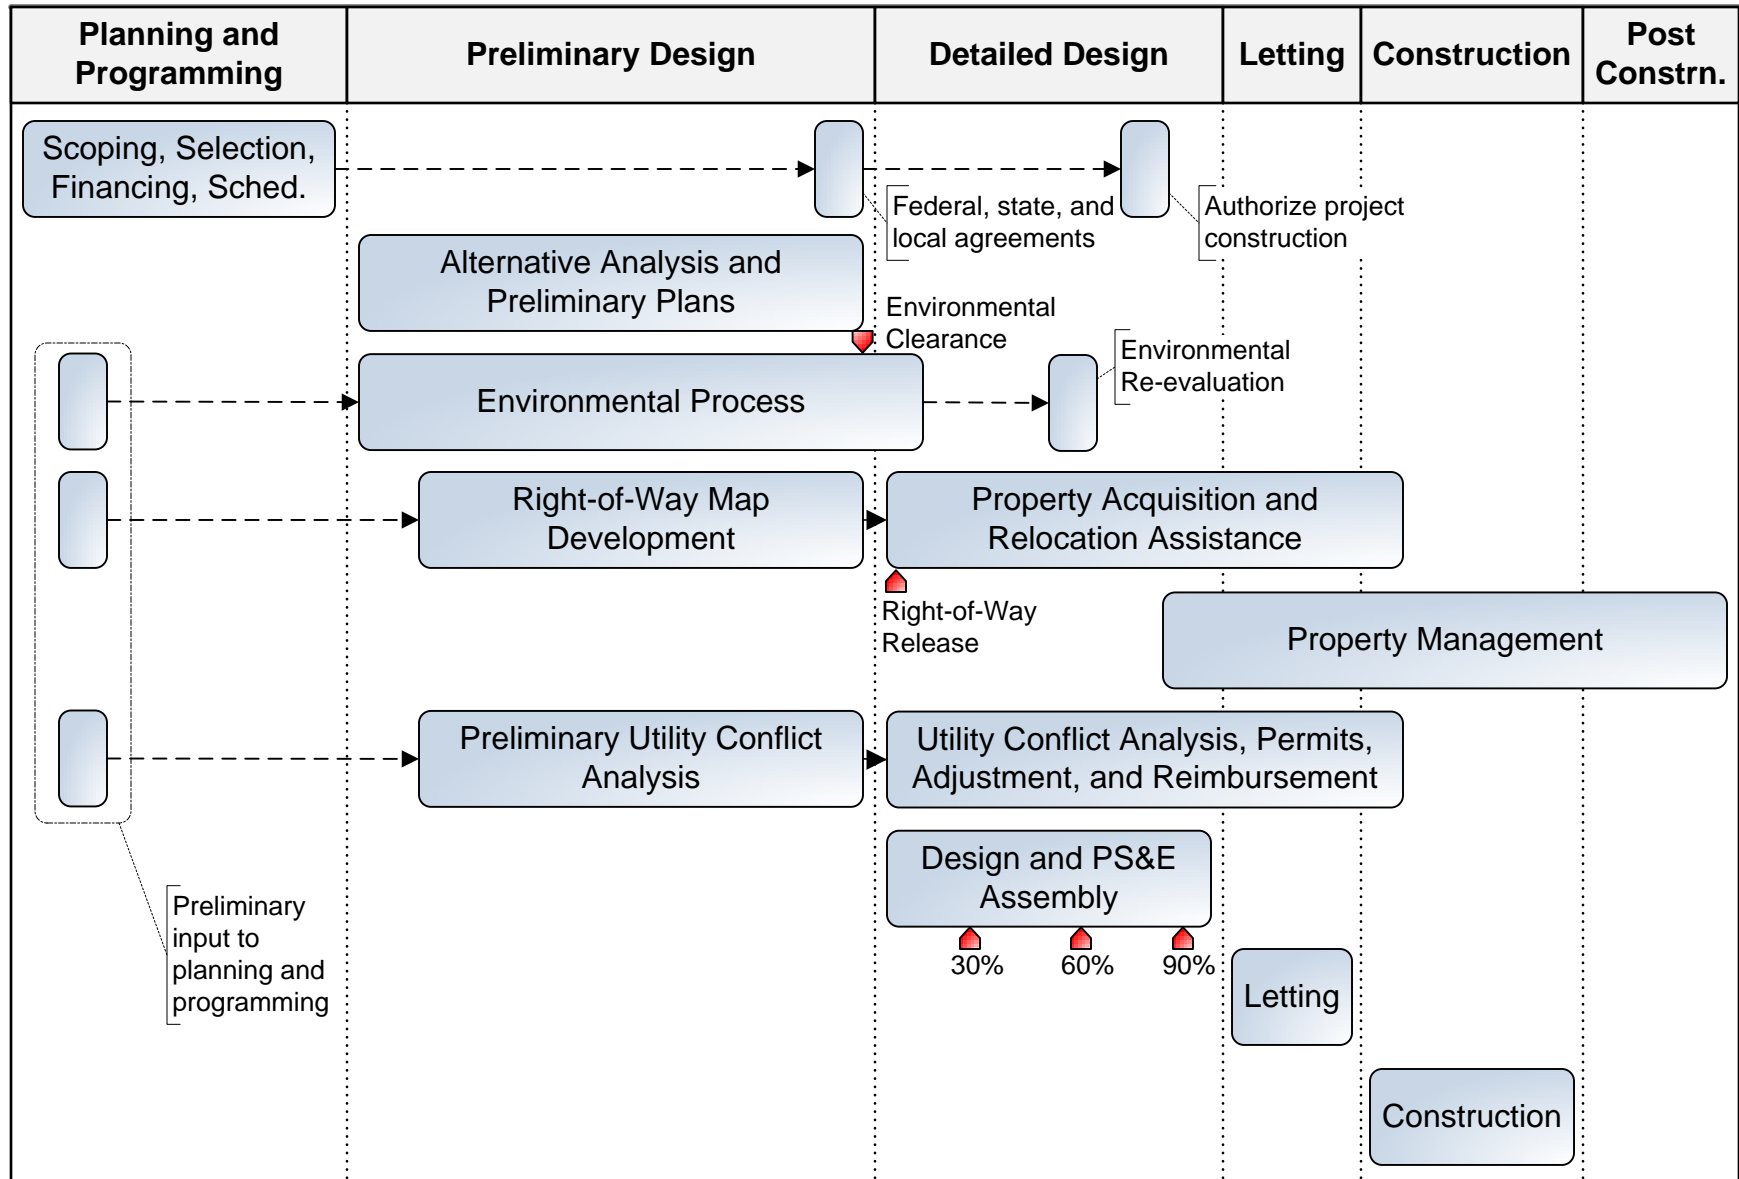 Planning and
Programming
Preliminary Design
Detailed Design
Letting
Construction
Post
Constrn.
Scoping, Selection,
Financing, Sched.
Federal, state, and
local agreements
Authorize project
construction
Alternative Analysis and
Preliminary Plans
Environmental
Clearance
Environmental Process
Environmental
Re-evaluation
Right-of-Way Map
Development
Property Acquisition and
Relocation Assistance
Right-of-Way
Release
Property Management
Preliminary Utility Conflict
Analysis
Utility Conflict Analysis, Permits,
Adjustment, and Reimbursement
Design and PS&E
Assembly
30%
60%
90%
Preliminary
input to
planning and
programming
Letting
Construction